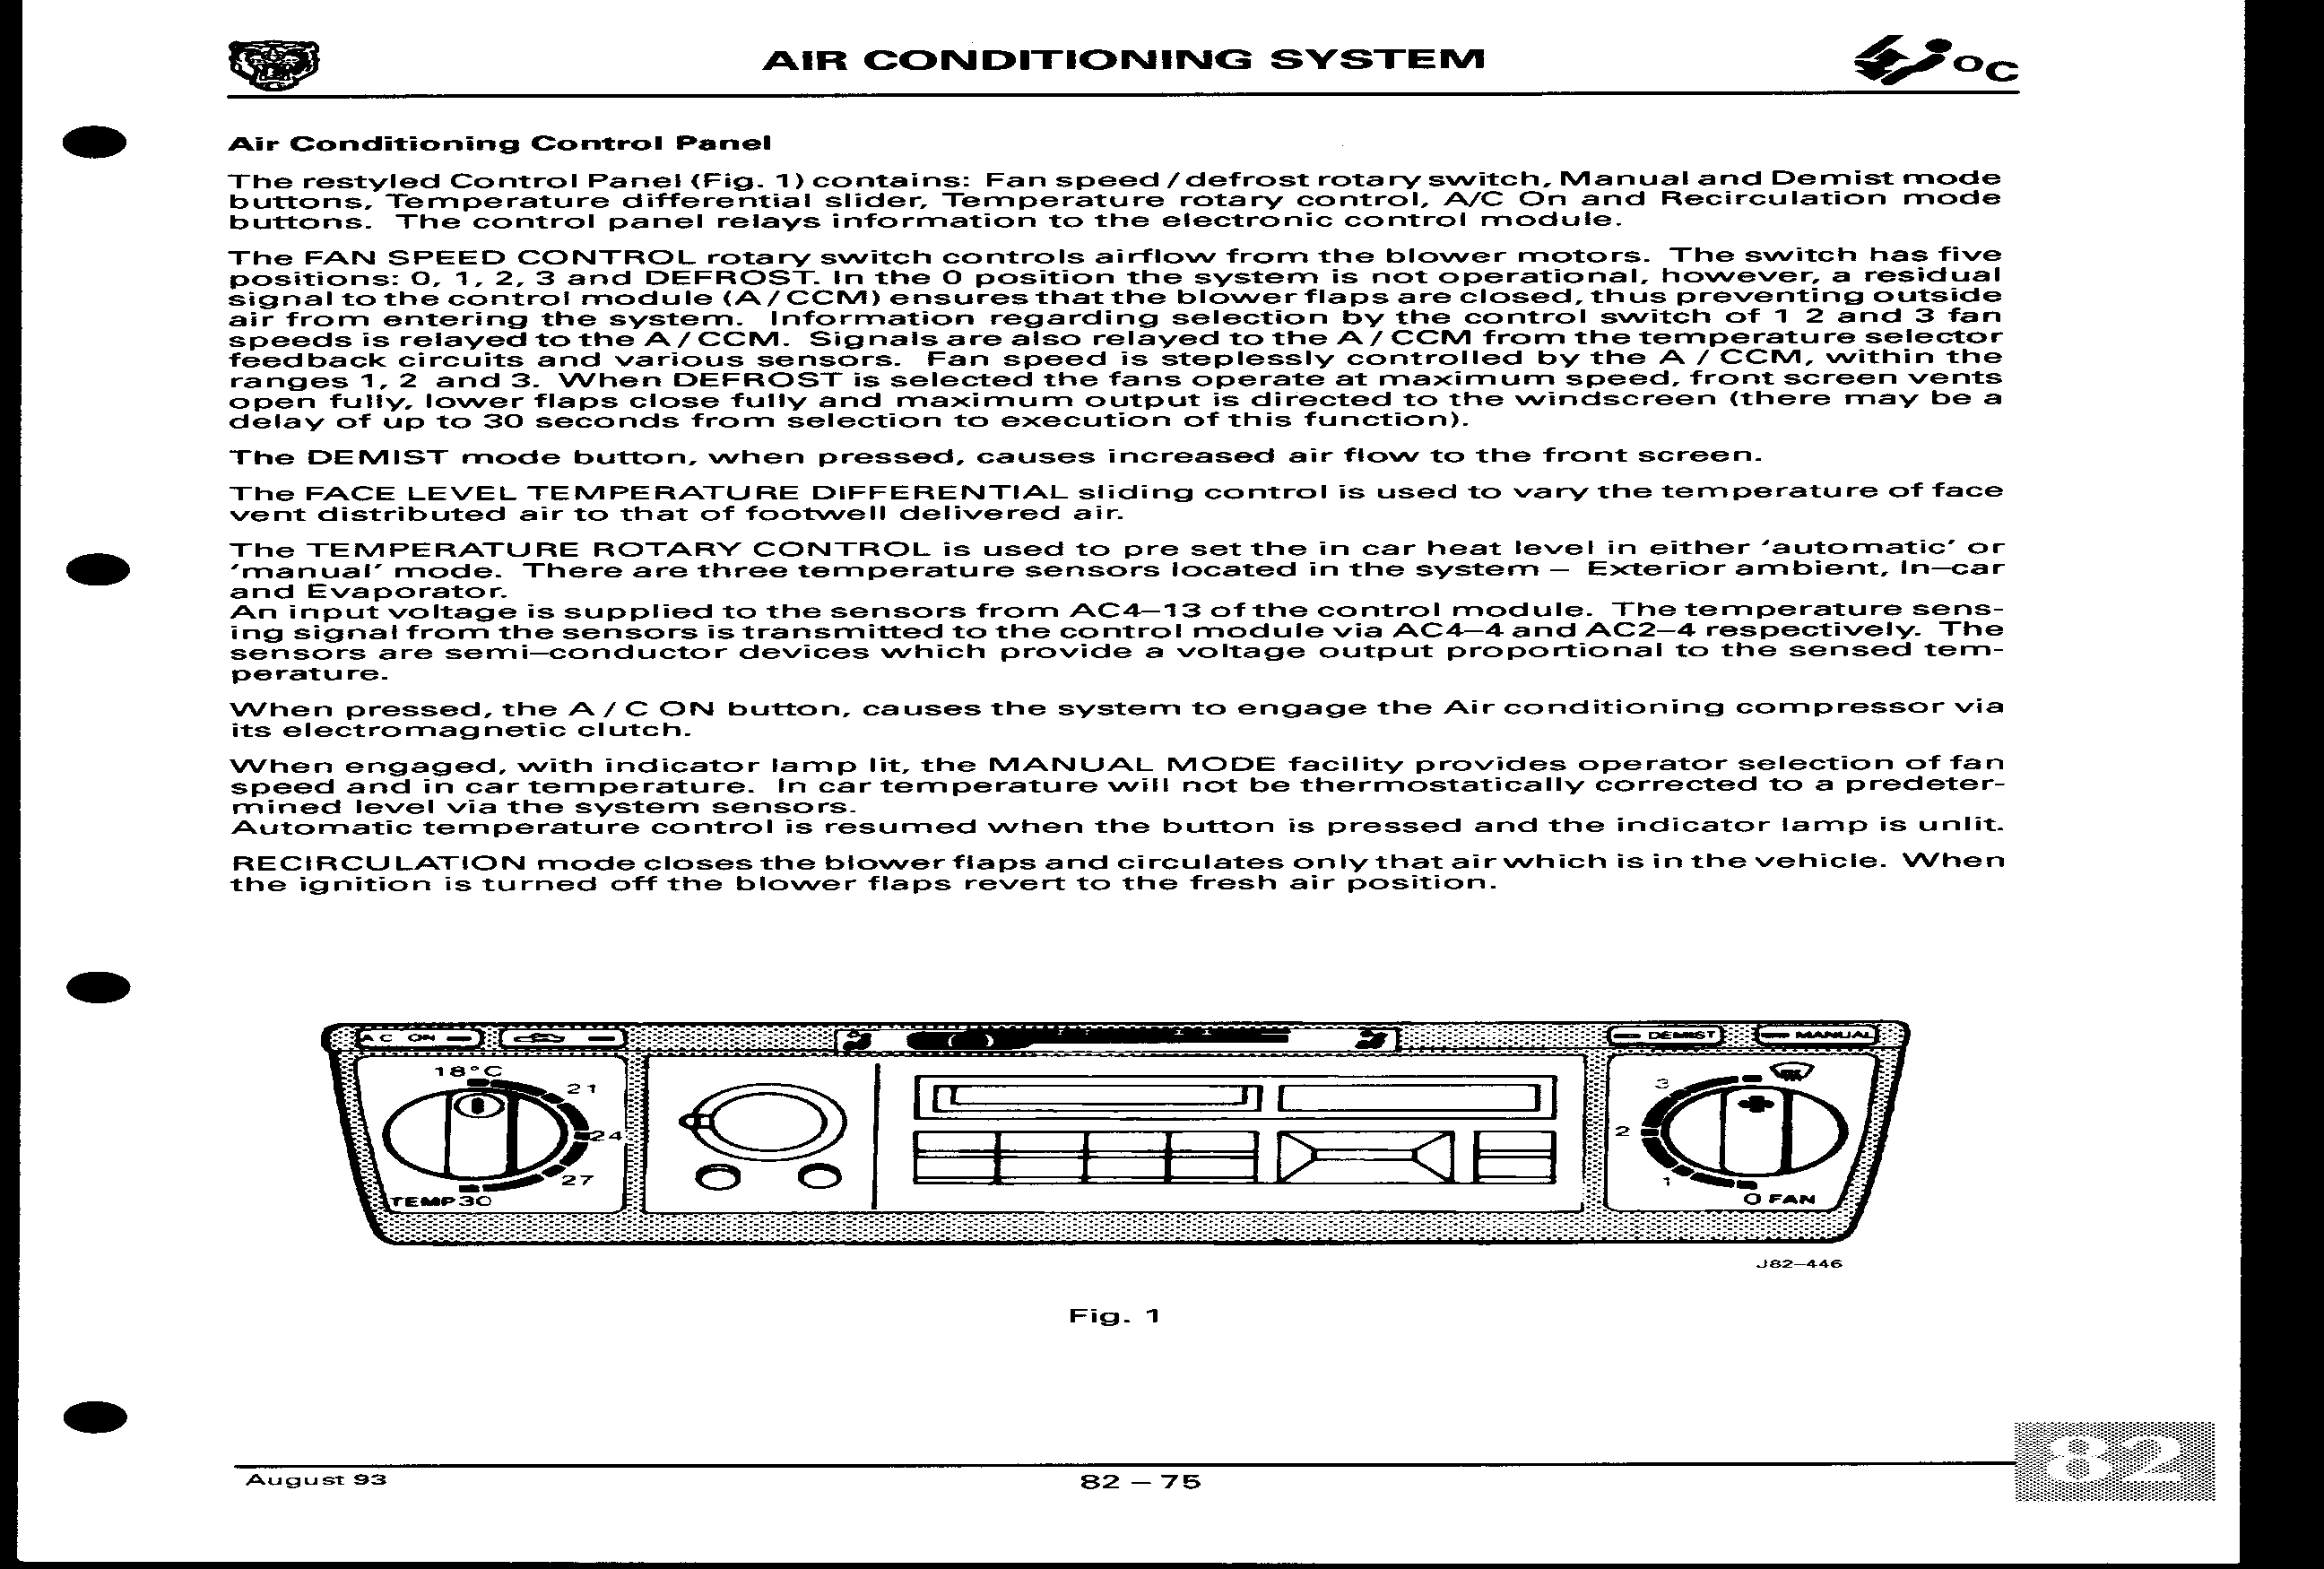 AIR CONDITIONING SYSTEM
°C
Air Conditioning Control Panel
The restyled Control Panel (Fig. 1) contains: Fan speed / defrost rotary switch, Manual and Demist mode
buttons, Temperature differential slider, Temperature rotary control, A/C On and Recirculation mode
buttons. The control panel relays information to the electronic control module.
The FAN SPEED CONTROL rotary switch controls airflow from the blower motors. The switch has five
positions: 0, 1, 2, 3 and DEFROST. In the 0 position the system is not operational, however, a residual
signal to the control module (A / CCM) ensures that the blower flaps are closed, thus preventing outside
air from entering the system. Information regarding selection by the control switch of 1 2 and 3 fan
speeds is relayed to the A / CCM. Signals are also relayed to the A / CCM from the temperature selector
feedback circuits and various sensors. Fan speed is steplessly controlled by the A / CCM, within the
ranges 1, 2 and 3. When DEFROST is selected the fans operate at maximum speed, front screen vents
open fully, lower flaps close fully and maximum output is directed to the windscreen (there may be a
delay of up to 30 seconds from selection to execution of this function).
The DEMIST mode button, when pressed, causes increased air flow to the front screen.
The FACE LEVEL TEMPERATURE DIFFERENTIAL sliding control is used to vary the temperature of face
vent distributed air to that of footwell delivered air.
The TEMPERATURE ROTARY CONTROL is used to pre set the in car heat level in either 'automatic' or
'manual' mode. There are three temperature sensors located in the system – Exterior ambient, In–car
and Evaporator.
An input voltage is supplied to the sensors from AC4–13 of the control module. The temperature sens-
ing signal from the sensors is transmitted to the control module via AC4–4 and AC2–4 respectively. The
sensors are semi–conductor devices which provide a voltage output proportional to the sensed tem-
perature.
When pressed, the A / C ON button, causes the system to engage the Air conditioning compressor via
its electromagnetic clutch.
When engaged, with indicator lamp lit, the MANUAL MODE facility provides operator selection of fan
speed and in car temperature. In car temperature will not be thermostatically corrected to a predeter-
mined level via the system sensors.
Automatic temperature control is resumed when the button is pressed and the indicator lamp is unlit.
RECIRCULATION mode closes the blower flaps and circulates only that air which is in the vehicle. When
the ignition is turned off the blower flaps revert to the fresh air position.
A C ON
DEMIST
MANUAL
18°C
21
24
27
TEMP 30
3
2
1
0 FAN
J82–446
Fig. 1
August 93
82 – 75
82